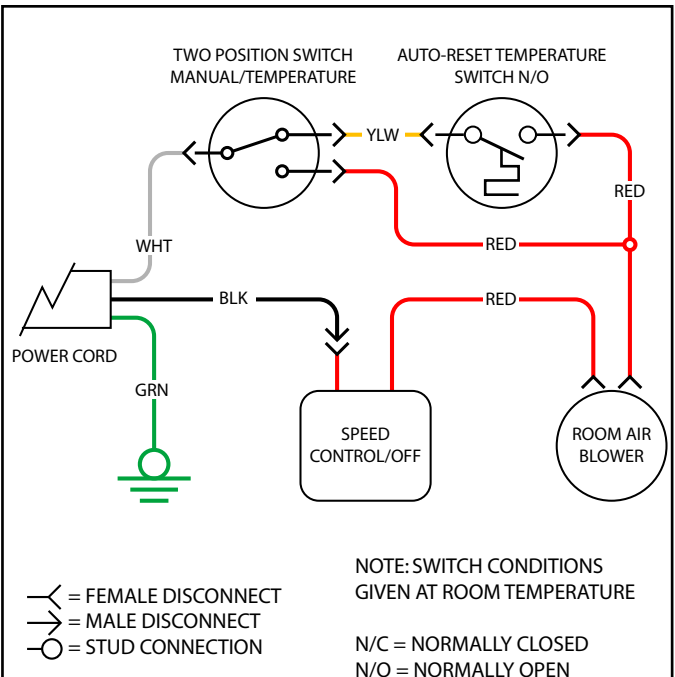 TWO POSITION SWITCH
MANUAL/TEMPERATURE
AUTO-RESET TEMPERATURE
SWITCH N/O
YLW
RED
WHT
RED
BLK
RED
POWER CORD
GRN
SPEED
CONTROL/OFF
ROOM AIR
BLOWER
= FEMALE DISCONNECT
= MALE DISCONNECT
= STUD CONNECTION
NOTE: SWITCH CONDITIONS
GIVEN AT ROOM TEMPERATURE
N/C = NORMALLY CLOSED
N/O = NORMALLY OPEN